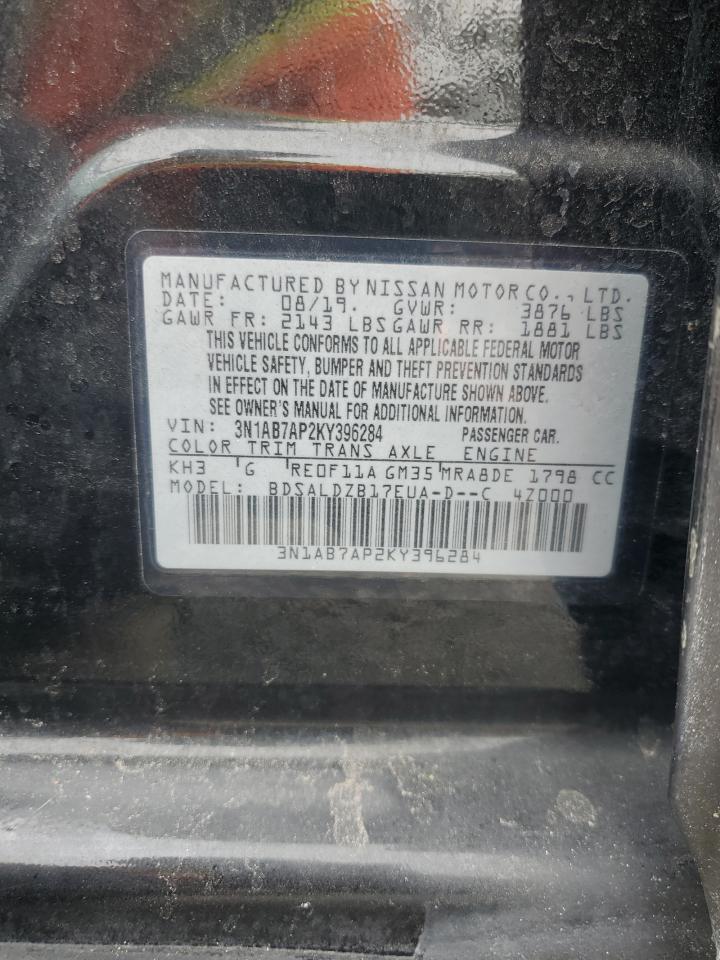 MANUFACTURED BY NISSAN MOTOR CO., LTD.
DATE: 08/19. GVWR: 3876 LBS
GAWR FR: 2143 LBS GAWR RR: 1881 LBS
THIS VEHICLE CONFORMS TO ALL APPLICABLE FEDERAL MOTOR
VEHICLE SAFETY, BUMPER AND THEFT PREVENTION STANDARDS
IN EFFECT ON THE DATE OF MANUFACTURE SHOWN ABOVE.
SEE OWNER'S MANUAL FOR ADDITIONAL INFORMATION.
VIN: 3N1AB7AP2KY396284 PASSENGER CAR.
COLOR TRIM TRANS AXLE ENGINE
KH3 G RE0F11A GM35 MRA8DE 1798 CC
MODEL: BDSALDZB17EUA-D--C 4Z000
3N1AB7AP2KY396284